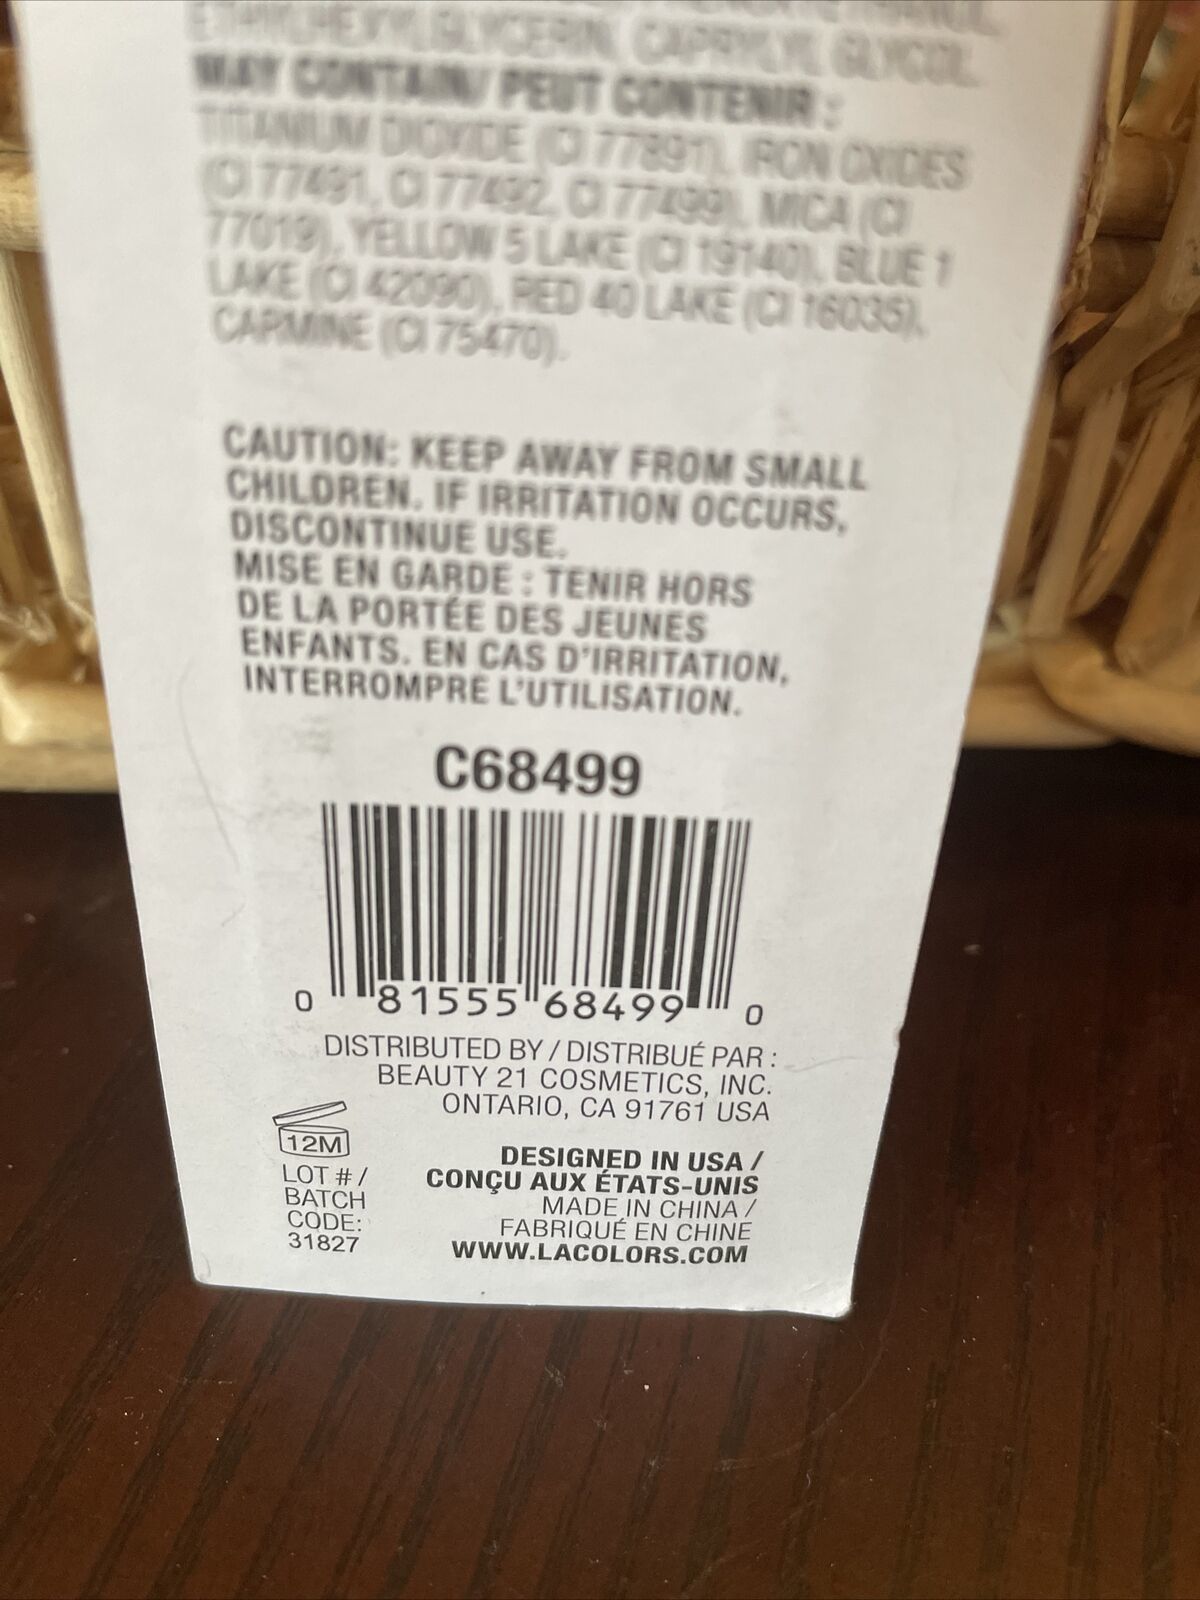 ETHYLHEXYLGLYCERIN, CAPRYLYL GLYCOL.
MAY CONTAIN/ PEUT CONTENIR :
TITANIUM DIOXIDE (CI 77891), IRON OXIDES
(CI 77491, CI 77492, CI 77499), MICA (CI
77019), YELLOW 5 LAKE (CI 19140), BLUE 1
LAKE (CI 42090), RED 40 LAKE (CI 16035),
CARMINE (CI 75470).
CAUTION: KEEP AWAY FROM SMALL
CHILDREN. IF IRRITATION OCCURS,
DISCONTINUE USE.
MISE EN GARDE : TENIR HORS
DE LA PORTÉE DES JEUNES
ENFANTS. EN CAS D'IRRITATION,
INTERROMPRE L'UTILISATION.
C68499
0 81555 68499 0
DISTRIBUTED BY / DISTRIBUÉ PAR :
BEAUTY 21 COSMETICS, INC.
ONTARIO, CA 91761 USA
12M
LOT # /
BATCH
CODE:
31827
DESIGNED IN USA /
CONÇU AUX ÉTATS-UNIS
MADE IN CHINA /
FABRIQUÉ EN CHINE
WWW.LACOLORS.COM